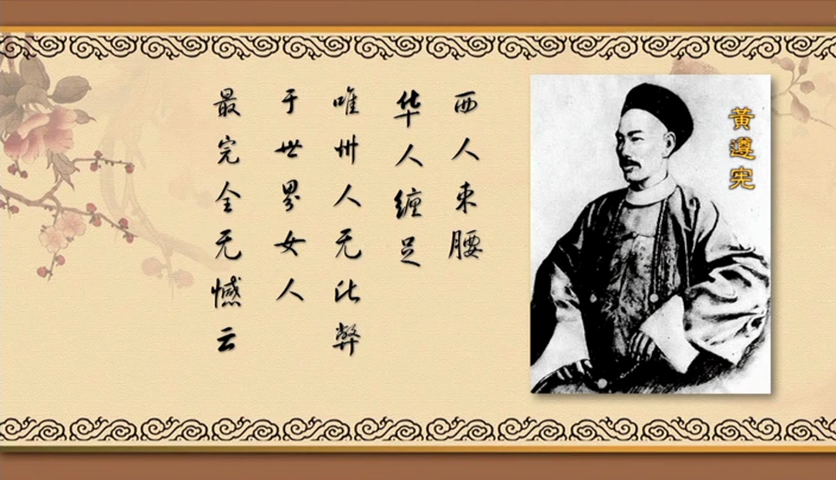 西人束腰
华人缠足
唯州人无比弊
于世界女人
最完全无憾云
黄遵宪